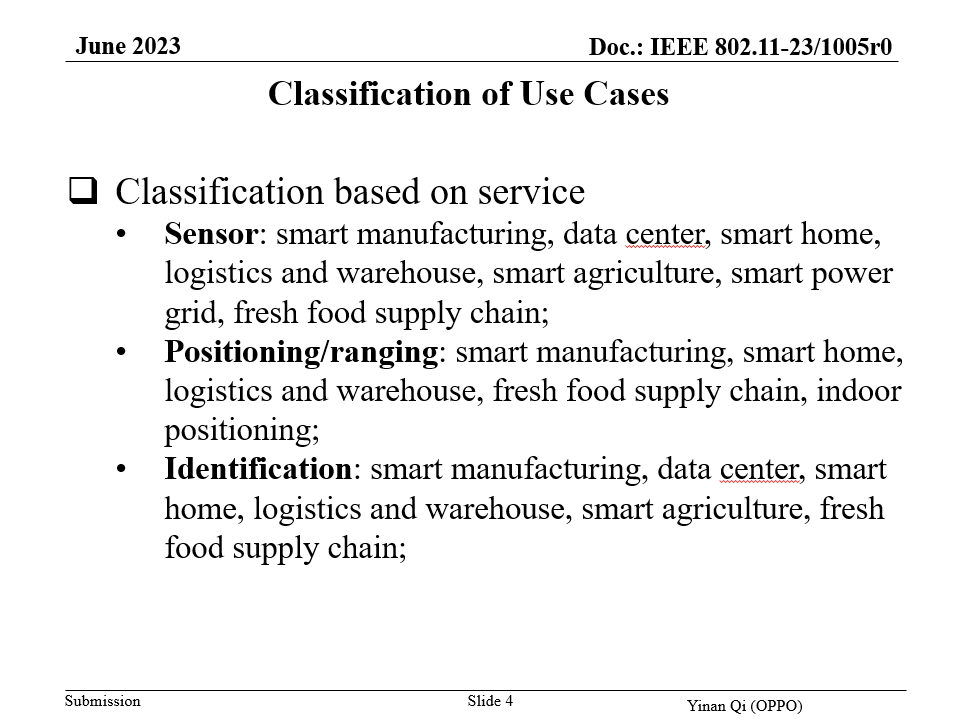 June 2023
Doc.: IEEE 802.11-23/1005r0
Classification of Use Cases
Classification based on service
• Sensor: smart manufacturing, data center, smart home,
logistics and warehouse, smart agriculture, smart power
grid, fresh food supply chain;
• Positioning/ranging: smart manufacturing, smart home,
logistics and warehouse, fresh food supply chain, indoor
positioning;
• Identification: smart manufacturing, data center, smart
home, logistics and warehouse, smart agriculture, fresh
food supply chain;
Submission
Slide 4
Yinan Qi (OPPO)